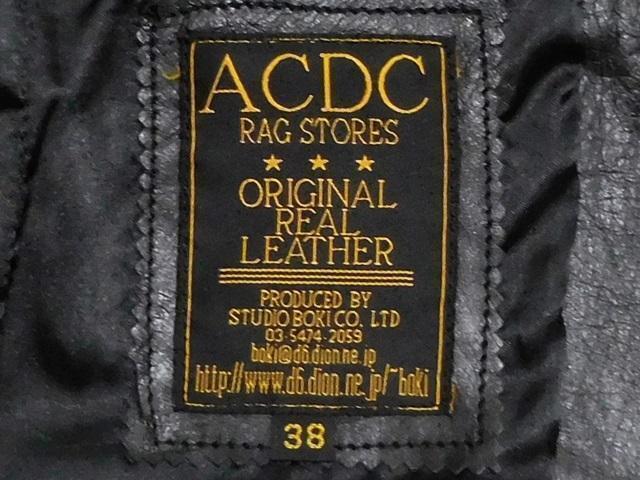 ACDC
RAG STORES
★ ★ ★
ORIGINAL
REAL
LEATHER
PRODUCED BY
STUDIO BOKI CO. LTD
03-5474-2059
boki@d6.dion.ne.jp
http://www.d6.dion.ne.jp/~boki
38